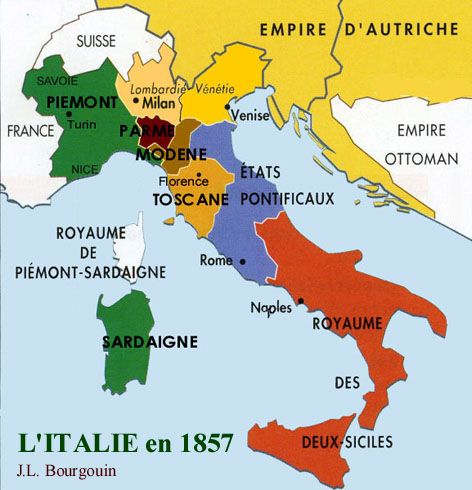 EMPIRE D'AUTRICHE
SUISSE
SAVOIE
Lombardie-Vénétie
PIEMONT
Milan
Venise
Turin
PARME
FRANCE
EMPIRE
OTTOMAN
MODENE
NICE
Florence
ÉTATS
PONTIFICAUX
TOSCANE
ROYAUME
DE
PIÉMONT-SARDAIGNE
Rome
Naples
ROYAUME
DES
DEUX-SICILES
SARDAIGNE
L'ITALIE en 1857
J.L. Bourgouin